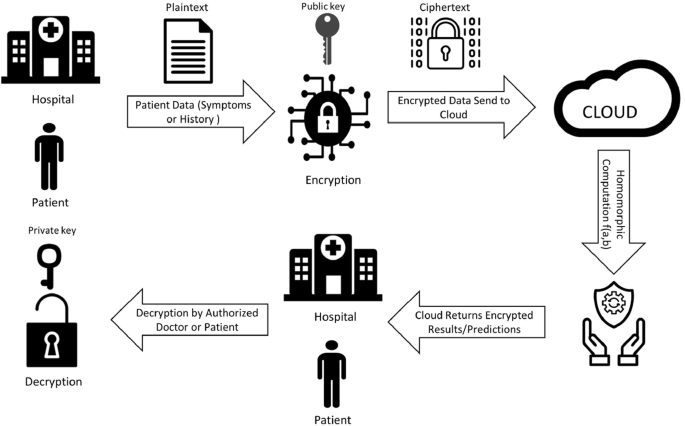 Plaintext
Public key
Ciphertext
Hospital
Patient Data (Symptoms
or History )
Encrypted Data Send to
Cloud
CLOUD
Encryption
Patient
Homomorphic
Computation f(a,b)
Private key
Decryption by Authorized
Doctor or Patient
Hospital
Cloud Returns Encrypted
Results/Predictions
Decryption
Patient